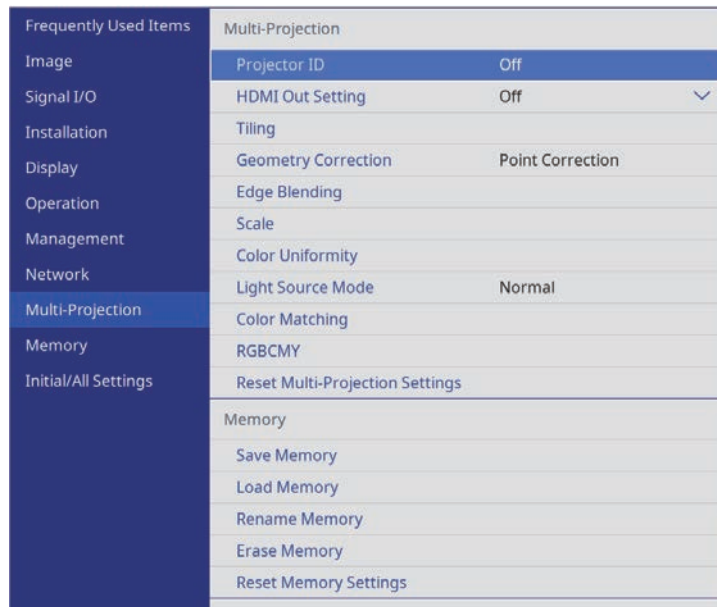 Frequently Used Items
Image
Signal I/O
Installation
Display
Operation
Management
Network
Multi-Projection
Memory
Initial/All Settings
Multi-Projection
Projector ID Off
HDMI Out Setting Off
Tiling
Geometry Correction Point Correction
Edge Blending
Scale
Color Uniformity
Light Source Mode Normal
Color Matching
RGBCMY
Reset Multi-Projection Settings
Memory
Save Memory
Load Memory
Rename Memory
Erase Memory
Reset Memory Settings